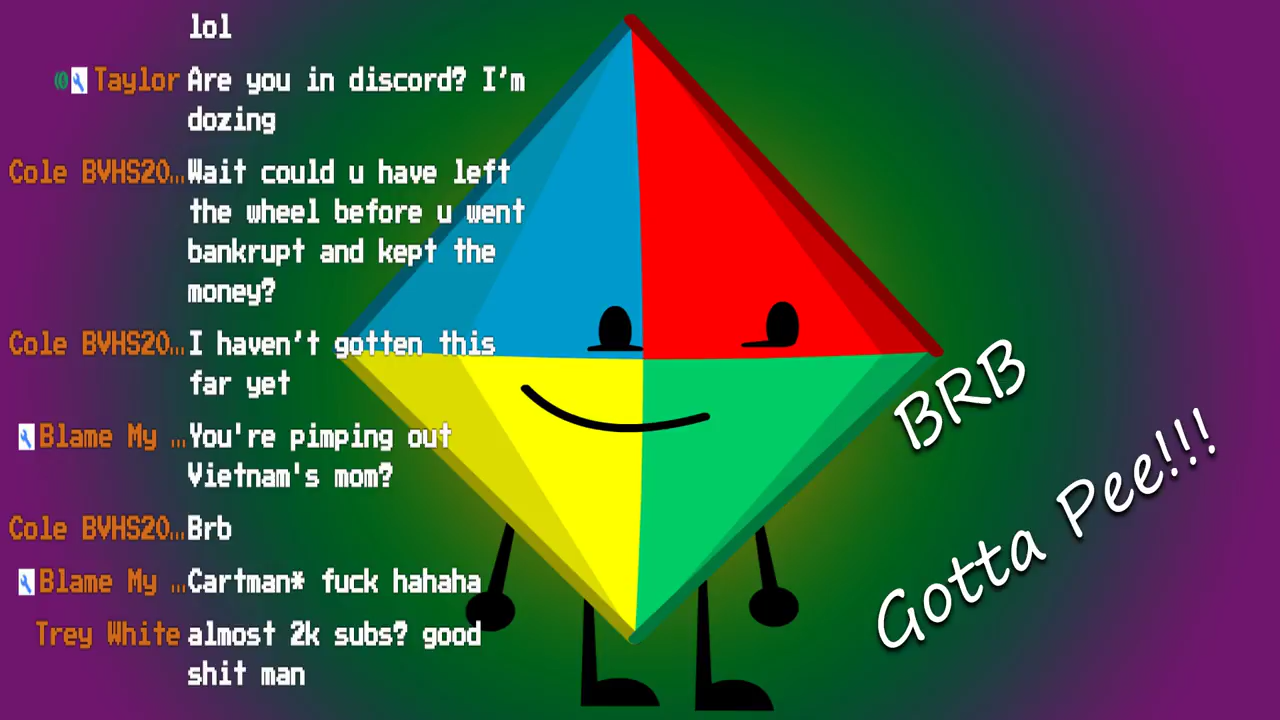 lol
Taylor Are you in discord? I'm
dozing
Cole BVHS20... Wait could u have left
the wheel before u went
bankrupt and kept the
money?
Cole BVHS20... I haven't gotten this
far yet
Blame My ... You're pimping out
Vietnam's mom?
Cole BVHS20... Brb
Blame My ... Cartman* fuck hahaha
Trey White almost 2k subs? good
shit man
BRB
Gotta Pee!!!